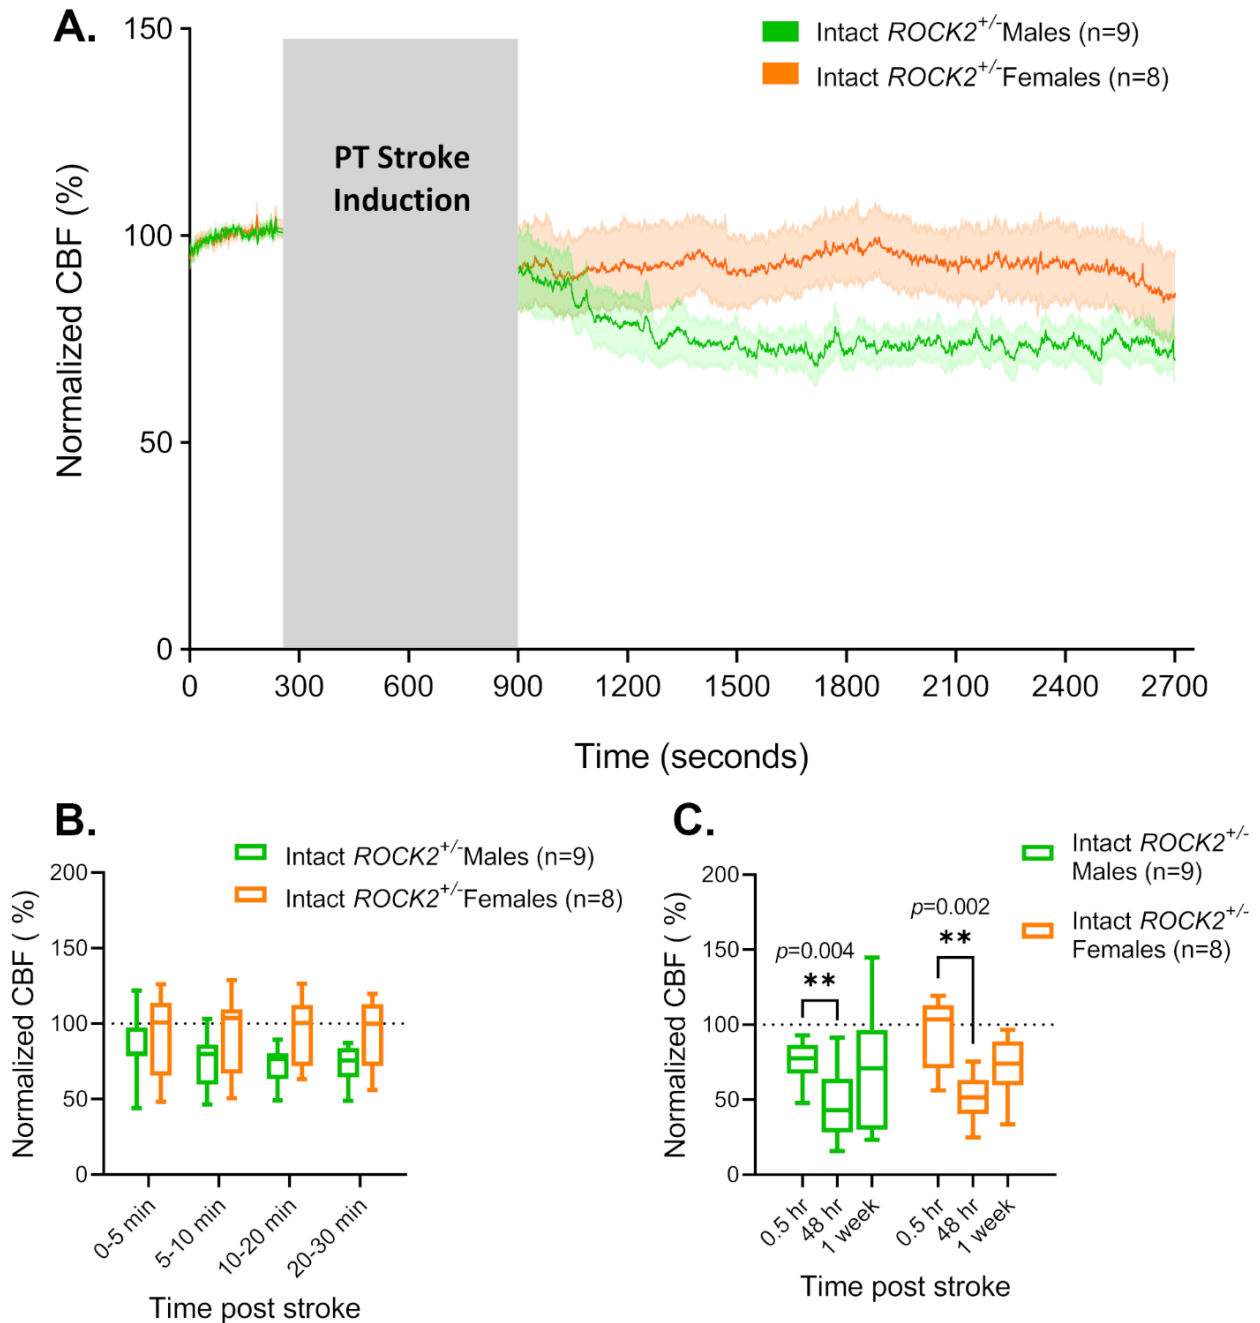 A.
Intact ROCK2+/-Males (n=9)
Intact ROCK2+/-Females (n=8)
150
100
50
0
Normalized CBF (%)
PT Stroke
Induction
0 300 600 900 1200 1500 1800 2100 2400 2700
Time (seconds)
B.
Intact ROCK2+/-Males (n=9)
Intact ROCK2+/-Females (n=8)
200
150
100
50
0
Normalized CBF ( %)
0-5 min 5-10 min 10-20 min 20-30 min
Time post stroke
C.
Intact ROCK2+/-
Males (n=9)
Intact ROCK2+/-
Females (n=8)
200
150
100
50
0
Normalized CBF ( %)
p=0.004
**
p=0.002
**
0.5 hr 48 hr 1 week 0.5 hr 48 hr 1 week
Time post stroke